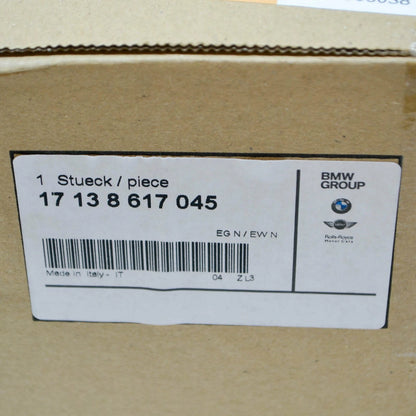 1 Stueck / piece
17 13 8 617 045
EG N / EW N
Made in Italy - IT 04 ZL3
BMW
GROUP
Rolls-Royce
Motor Cars